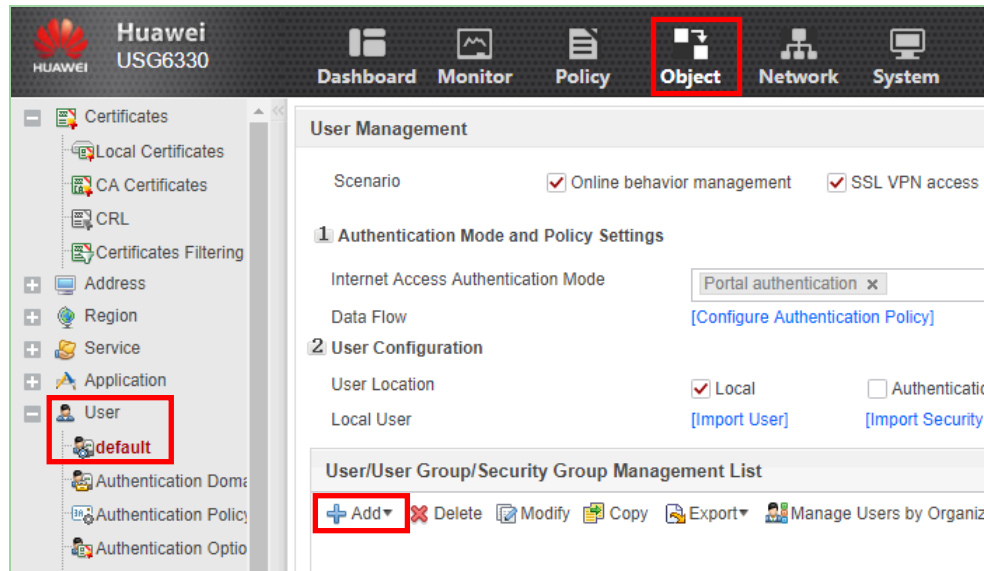 Huawei
USG6330
HUAWEI
Dashboard Monitor Policy Object Network System
Certificates
Local Certificates
CA Certificates
CRL
Certificates Filtering
Address
Region
Service
Application
User
default
Authentication Doma
Authentication Policy
Authentication Optio
User Management
Scenario Online behavior management SSL VPN access
1 Authentication Mode and Policy Settings
Internet Access Authentication Mode Portal authentication
Data Flow [Configure Authentication Policy]
2 User Configuration
User Location Local Authenticatio
Local User [Import User] [Import Security
User/User Group/Security Group Management List
Add Delete Modify Copy Export Manage Users by Organiz